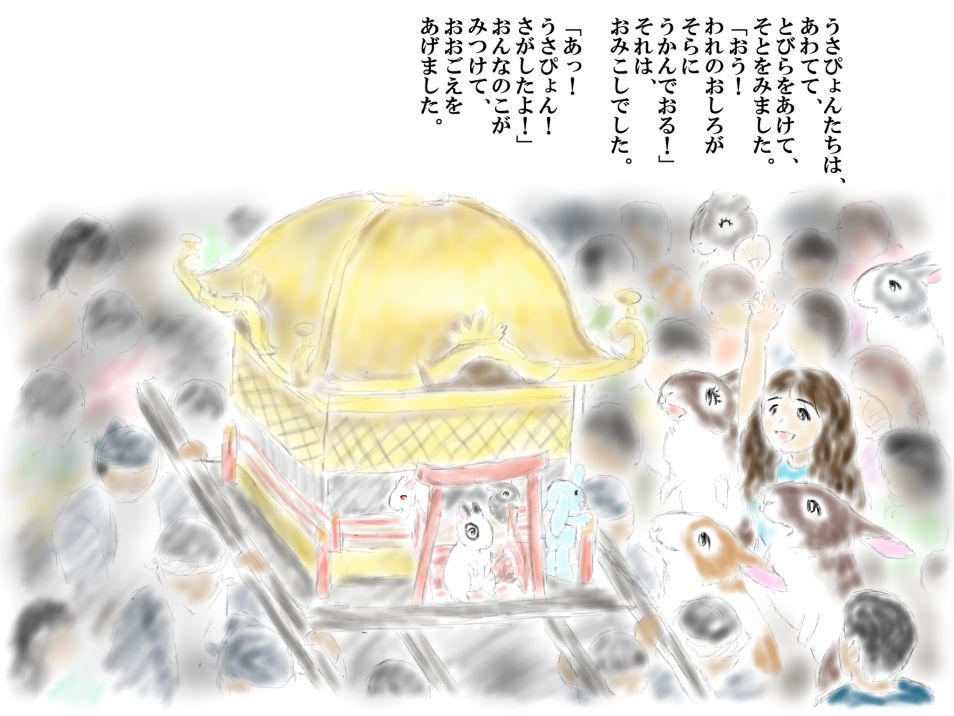 うさぴょんたちは、
あわてて、
とびらをあけて、
そとをみました。
「おう！
われのおしろが
そらに
うかんでおる！」
それは、
おみこしでした。
「あっ！
うさぴょん！
さがしたよ！」
おんなのこが
みつけて、
おおごえを
あげました。